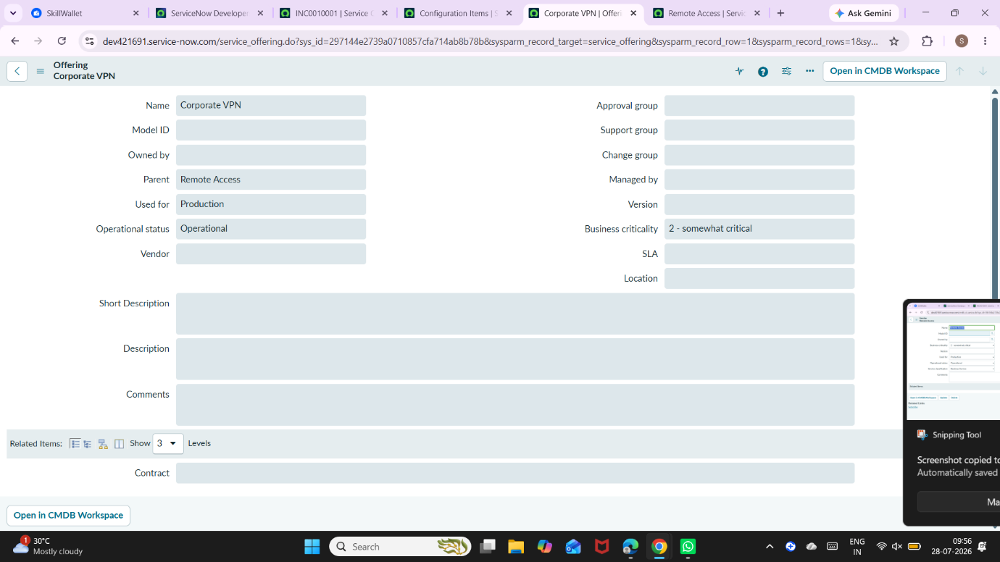 SkillWallet
ServiceNow Developer
INC0010001 | Service
Configuration Items | S
Corporate VPN | Offeri
Remote Access | Servic
Ask Gemini
dev421691.service-now.com/service_offering.do?sys_id=297144e2739a0710857cfa714ab8b78b&sysparm_record_target=service_offering&sysparm_record_row=1&sysparm_record_rows=1&sy...
S
Offering
Corporate VPN
Open in CMDB Workspace
Name Corporate VPN
Approval group
Model ID
Support group
Owned by
Change group
Parent Remote Access
Managed by
Used for Production
Version
Operational status Operational
Business criticality 2 - somewhat critical
Vendor
SLA
Location
Short Description
Description
Comments
Related Items: Show 3 Levels
Contract
Open in CMDB Workspace
Snipping Tool
Screenshot copied to
Automatically saved
Ma
1
30°C
Mostly cloudy
Search
ENG
IN
09:56
28-07-2026